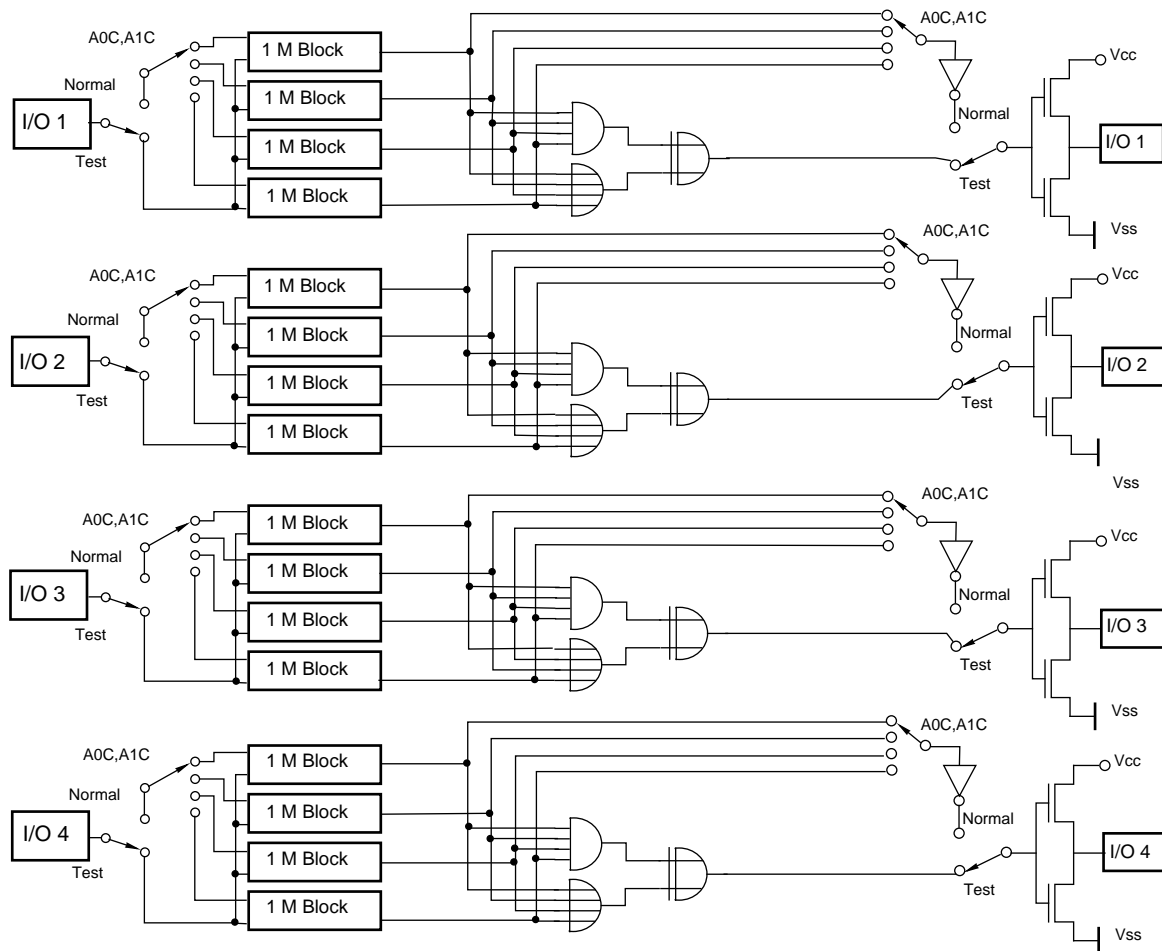 A0C,A1C
1 M Block
A0C,A1C
Vcc
Normal
1 M Block
I/O 1
Normal
I/O 1
1 M Block
Test
Test
1 M Block
Vss
A0C,A1C
A0C,A1C
1 M Block
Vcc
Normal
1 M Block
Normal
I/O 2
I/O 2
1 M Block
Test
Test
1 M Block
Vss
A0C,A1C
A0C,A1C
1 M Block
Vcc
Normal
1 M Block
I/O 3
Normal
1 M Block
I/O 3
Test
Test
1 M Block
Vss
A0C,A1C
A0C,A1C
1 M Block
Vcc
Normal
1 M Block
Normal
I/O 4
I/O 4
1 M Block
Test
Test
1 M Block
Vss